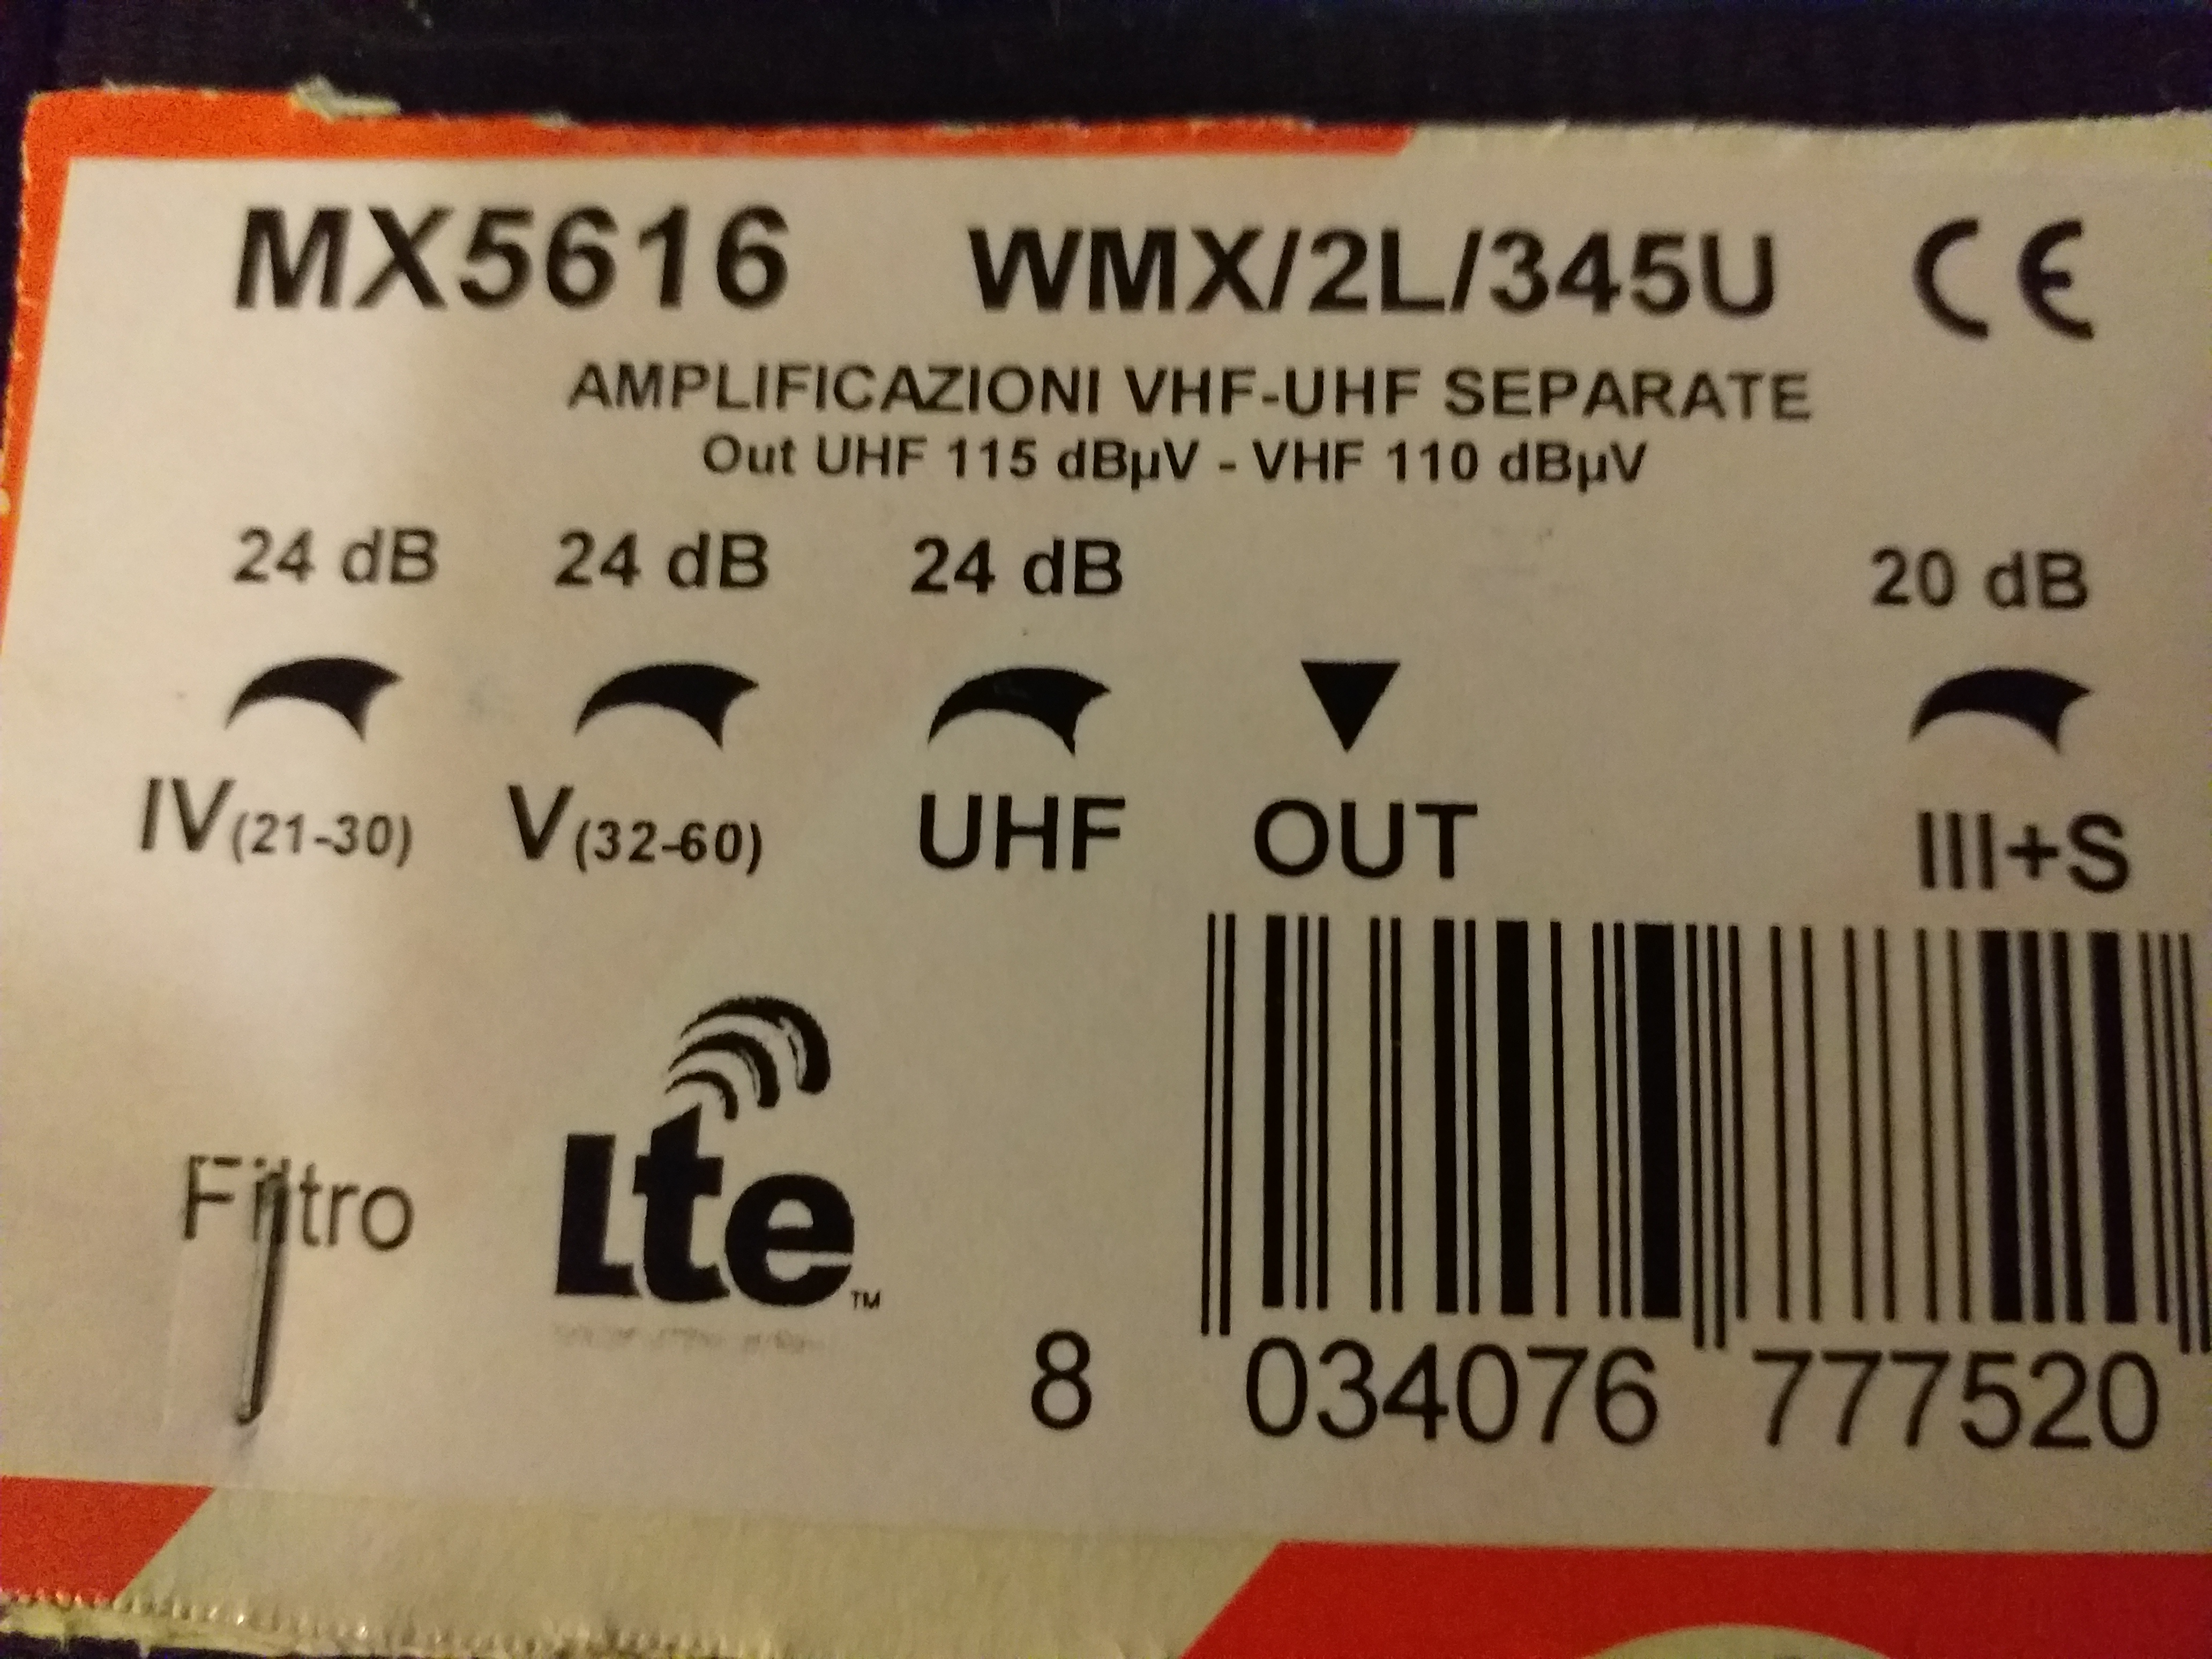 MX5616 WMX/2L/345U CE
AMPLIFICAZIONI VHF-UHF SEPARATE
Out UHF 115 dBµV - VHF 110 dBµV
24 dB 24 dB 24 dB 20 dB
IV(21-30) V(32-60) UHF OUT III+S
Filtro Lte™
8 034076 777520